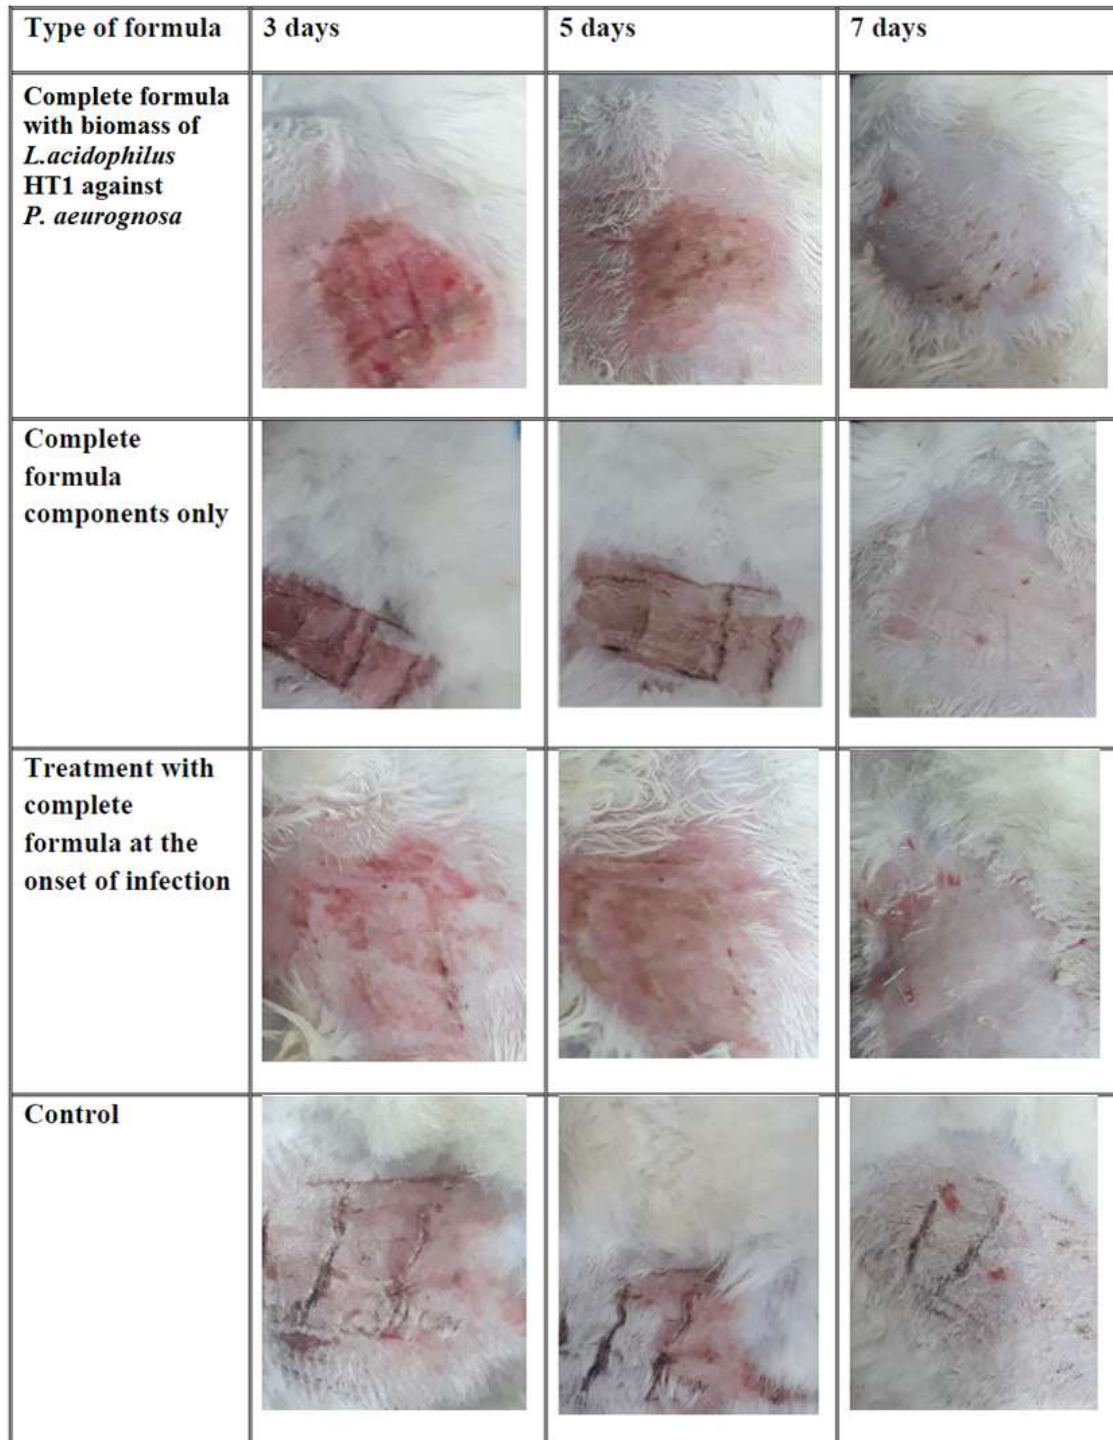 Type of formula
3 days
5 days
7 days
Complete formula
with biomass of
L.acidophilus
HT1 against
P. aeurognosa
Complete
formula
components only
Treatment with
complete
formula at the
onset of infection
Control